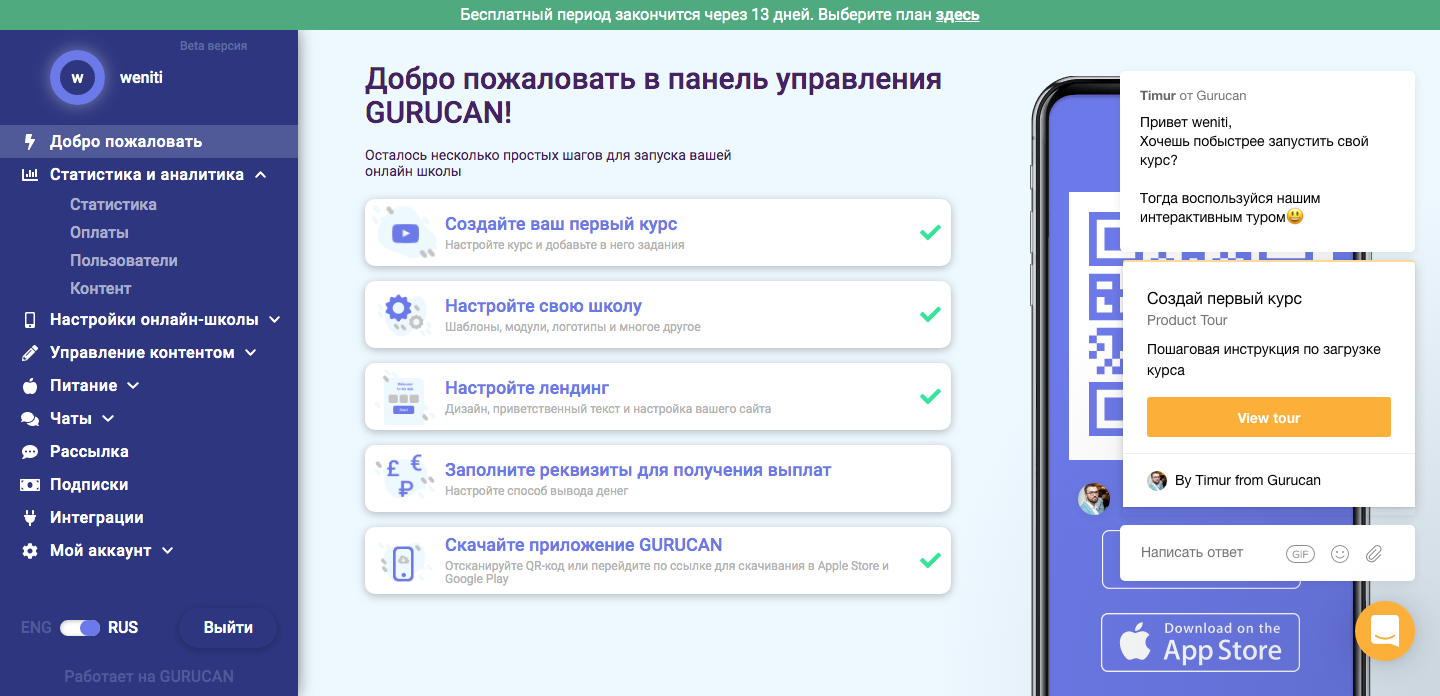 Бесплатный период закончится через 13 дней. Выберите план здесь
Beta версия
w
weniti
Добро пожаловать
Статистика и аналитика
Статистика
Оплаты
Пользователи
Контент
Настройки онлайн-школы
Управление контентом
Питание
Чаты
Рассылка
Подписки
Интеграции
Мой аккаунт
ENG
RUS
Выйти
Работает на GURUCAN
Добро пожаловать в панель управления
GURUCAN!
Осталось несколько простых шагов для запуска вашей
онлайн школы
Создайте ваш первый курс
Настройте курс и добавьте в него задания
Настройте свою школу
Шаблоны, модули, логотипы и многое другое
Настройте лендинг
Дизайн, приветственный текст и настройка вашего сайта
£ € ₽
Заполните реквизиты для получения выплат
Настройте способ вывода денег
Скачайте приложение GURUCAN
Отсканируйте QR-код или перейдите по ссылке для скачивания в Apple Store и
Google Play
Timur от Gurucan
Привет weniti,
Хочешь побыстрее запустить свой
курс?
Тогда воспользуйся нашим
интерактивным туром😃
Создай первый курс
Product Tour
Пошаговая инструкция по загрузке
курса
View tour
By Timur from Gurucan
Написать ответ
GIF
Download on the
App Store